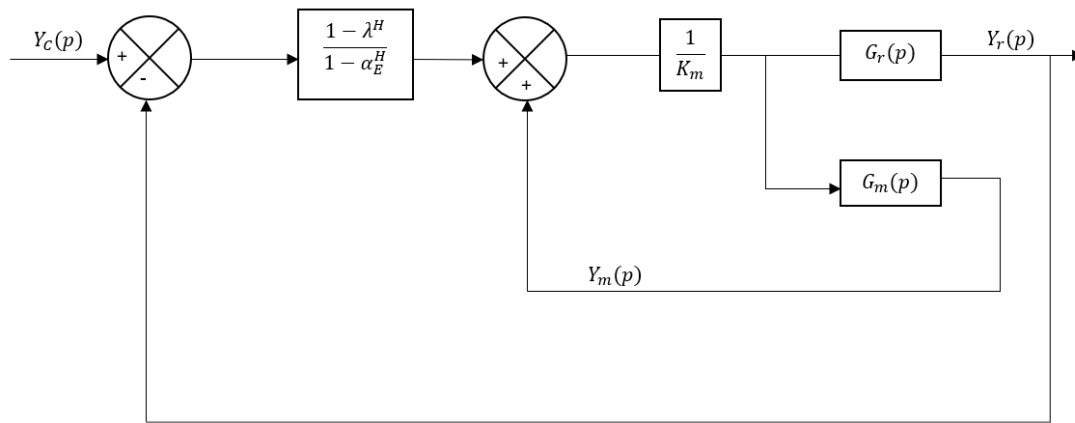 Y_C(p)
+
-
1 − λ^H
1 − α_E^H
+
+
1
K_m
G_r(p)
Y_r(p)
G_m(p)
Y_m(p)